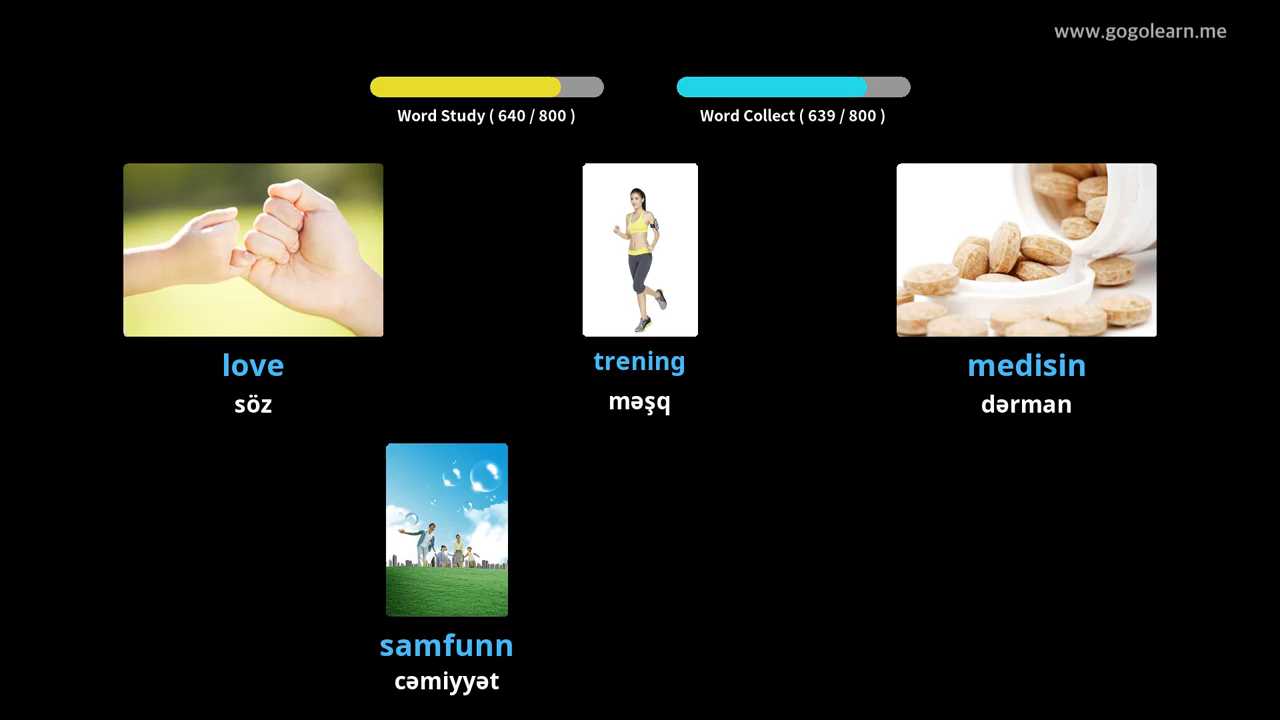 www.gogolearn.me
Word Study ( 640 / 800 )
Word Collect ( 639 / 800 )
love
trening
medisin
söz
məşq
dərman
samfunn
cəmiyyət